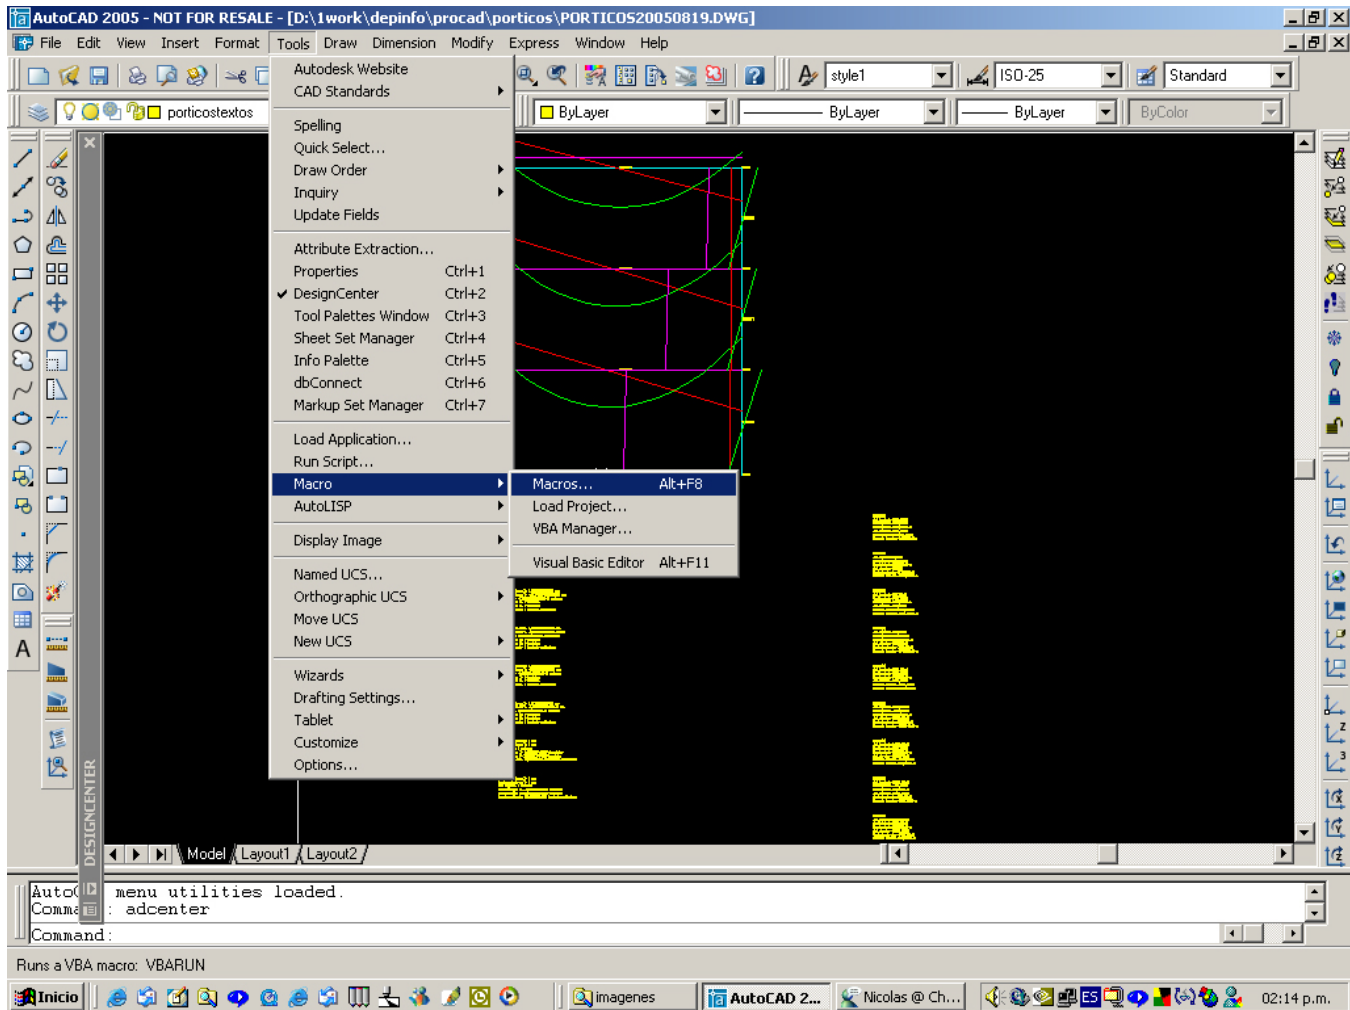 AutoCAD 2005 - NOT FOR RESALE - [D:\1work\depinfo\procad\porticos\PORTICOS20050819.DWG]
File Edit View Insert Format Tools Draw Dimension Modify Express Window Help
style1 ISO-25 Standard
porticostextos ByLayer ByLayer ByLayer ByColor
Autodesk Website
CAD Standards
Spelling
Quick Select...
Draw Order
Inquiry
Update Fields
Attribute Extraction...
Properties Ctrl+1
DesignCenter Ctrl+2
Tool Palettes Window Ctrl+3
Sheet Set Manager Ctrl+4
Info Palette Ctrl+5
dbConnect Ctrl+6
Markup Set Manager Ctrl+7
Load Application...
Run Script...
Macro
AutoLISP
Display Image
Named UCS...
Orthographic UCS
Move UCS
New UCS
Wizards
Drafting Settings...
Tablet
Customize
Options...
Macros... Alt+F8
Load Project...
VBA Manager...
Visual Basic Editor Alt+F11
DESIGNCENTER
Model Layout1 Layout2
menu utilities loaded.
: adcenter
Command:
Runs a VBA macro: VBARUN
Inicio imagenes AutoCAD 2... Nicolas @ Ch... ES 02:14 p.m.